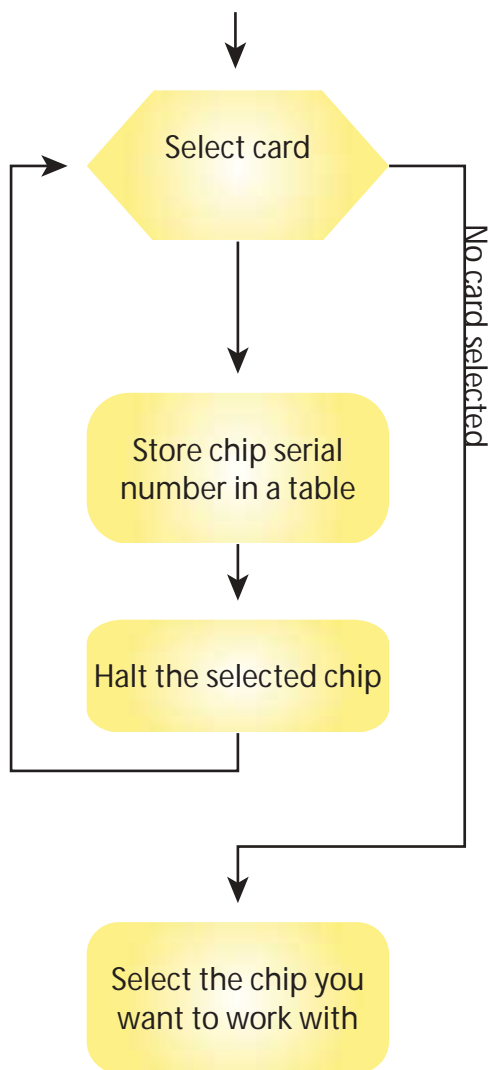 Select card
No card selected
Store chip serial
number in a table
Halt the selected chip
Select the chip you
want to work with